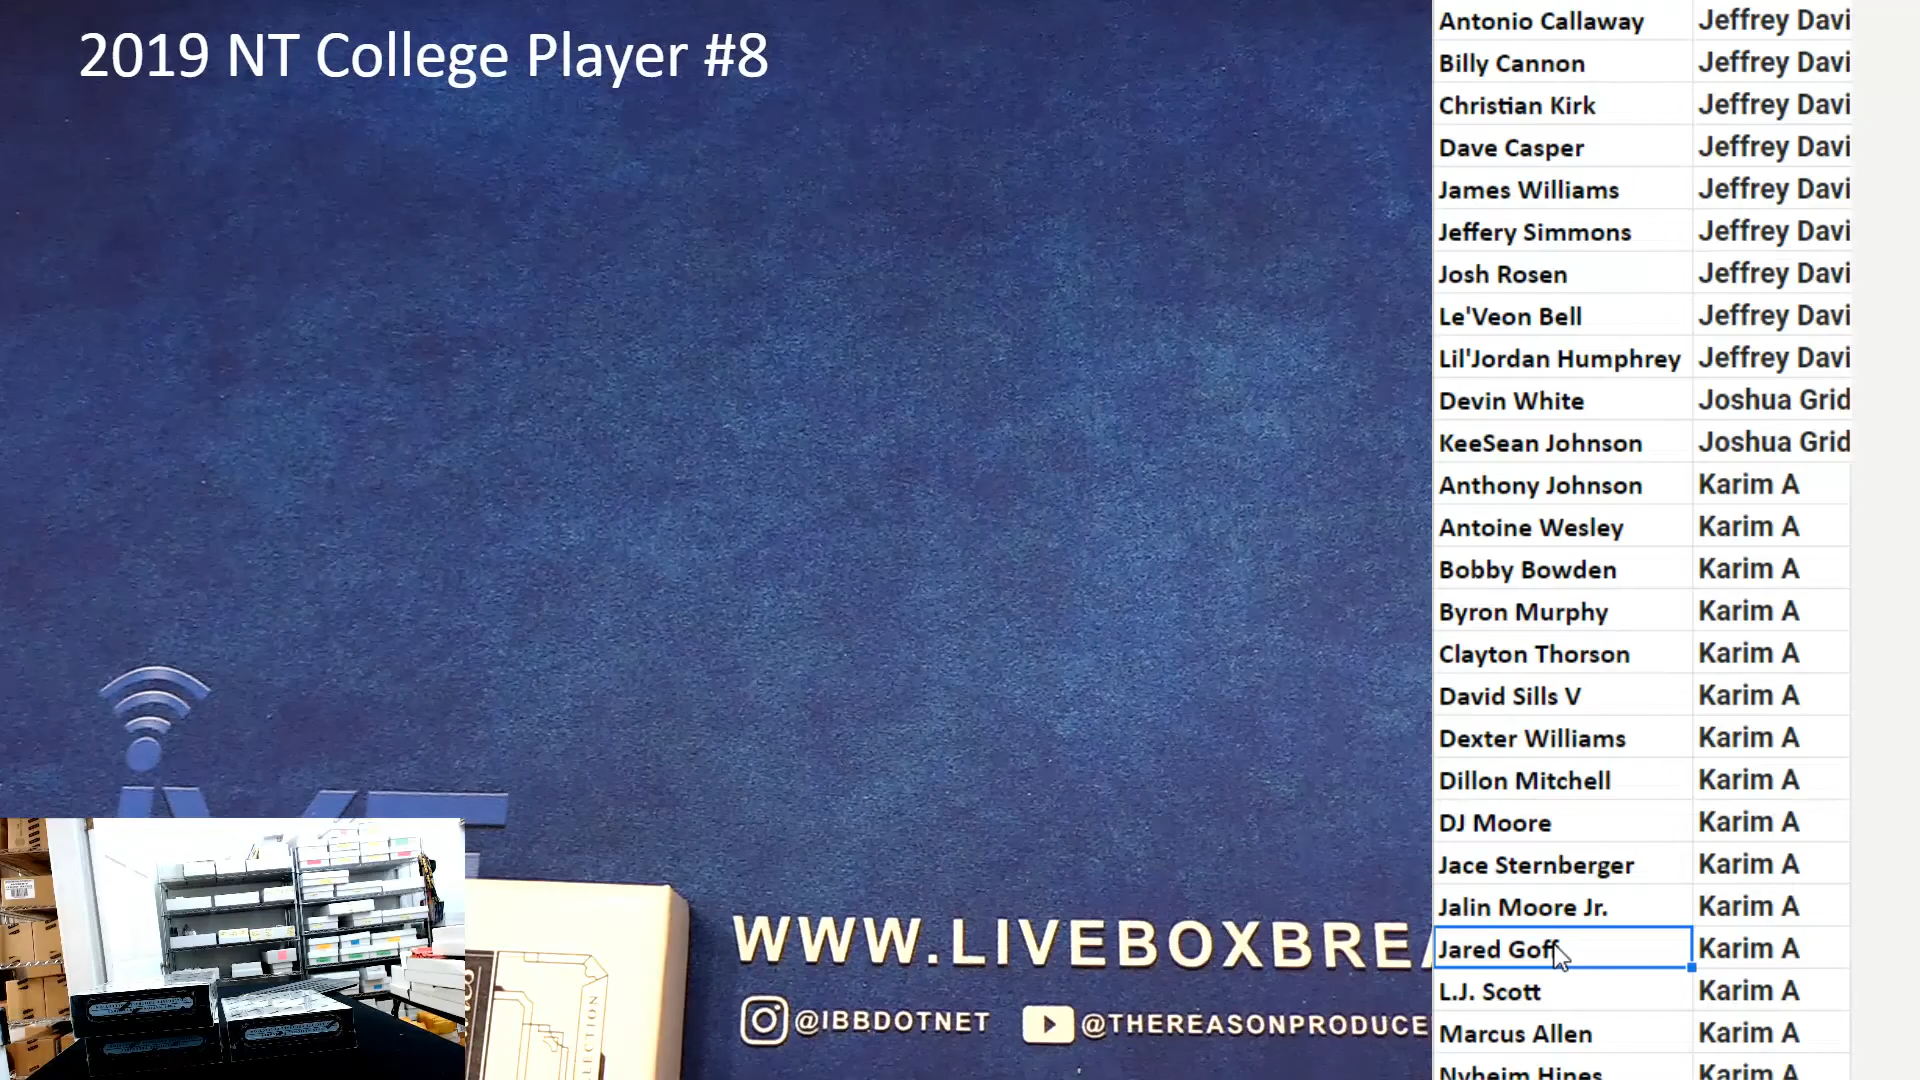 2019 NT College Player #8
Antonio Callaway Jeffrey Davi
Billy Cannon Jeffrey Davi
Christian Kirk Jeffrey Davi
Dave Casper Jeffrey Davi
James Williams Jeffrey Davi
Jeffery Simmons Jeffrey Davi
Josh Rosen Jeffrey Davi
Le'Veon Bell Jeffrey Davi
Lil'Jordan Humphrey Jeffrey Davi
Devin White Joshua Grid
KeeSean Johnson Joshua Grid
Anthony Johnson Karim A
Antoine Wesley Karim A
Bobby Bowden Karim A
Byron Murphy Karim A
Clayton Thorson Karim A
David Sills V Karim A
Dexter Williams Karim A
Dillon Mitchell Karim A
DJ Moore Karim A
Jace Sternberger Karim A
Jalin Moore Jr. Karim A
Jared Goff Karim A
L.J. Scott Karim A
Marcus Allen Karim A
Nyheim Hines Karim A
WWW.LIVEBOXBREA
@IBBDOTNET @THEREASONPRODUCE